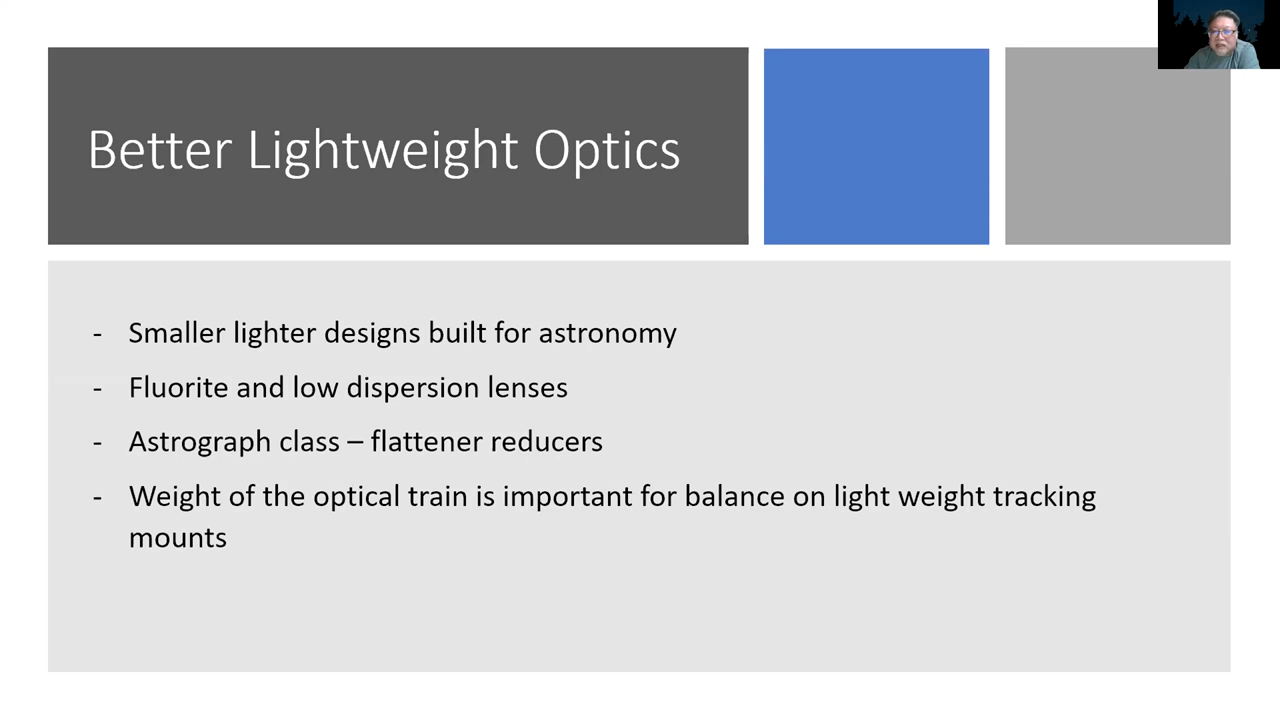 Better Lightweight Optics
- Smaller lighter designs built for astronomy
- Fluorite and low dispersion lenses
- Astrograph class – flattener reducers
- Weight of the optical train is important for balance on light weight tracking
mounts